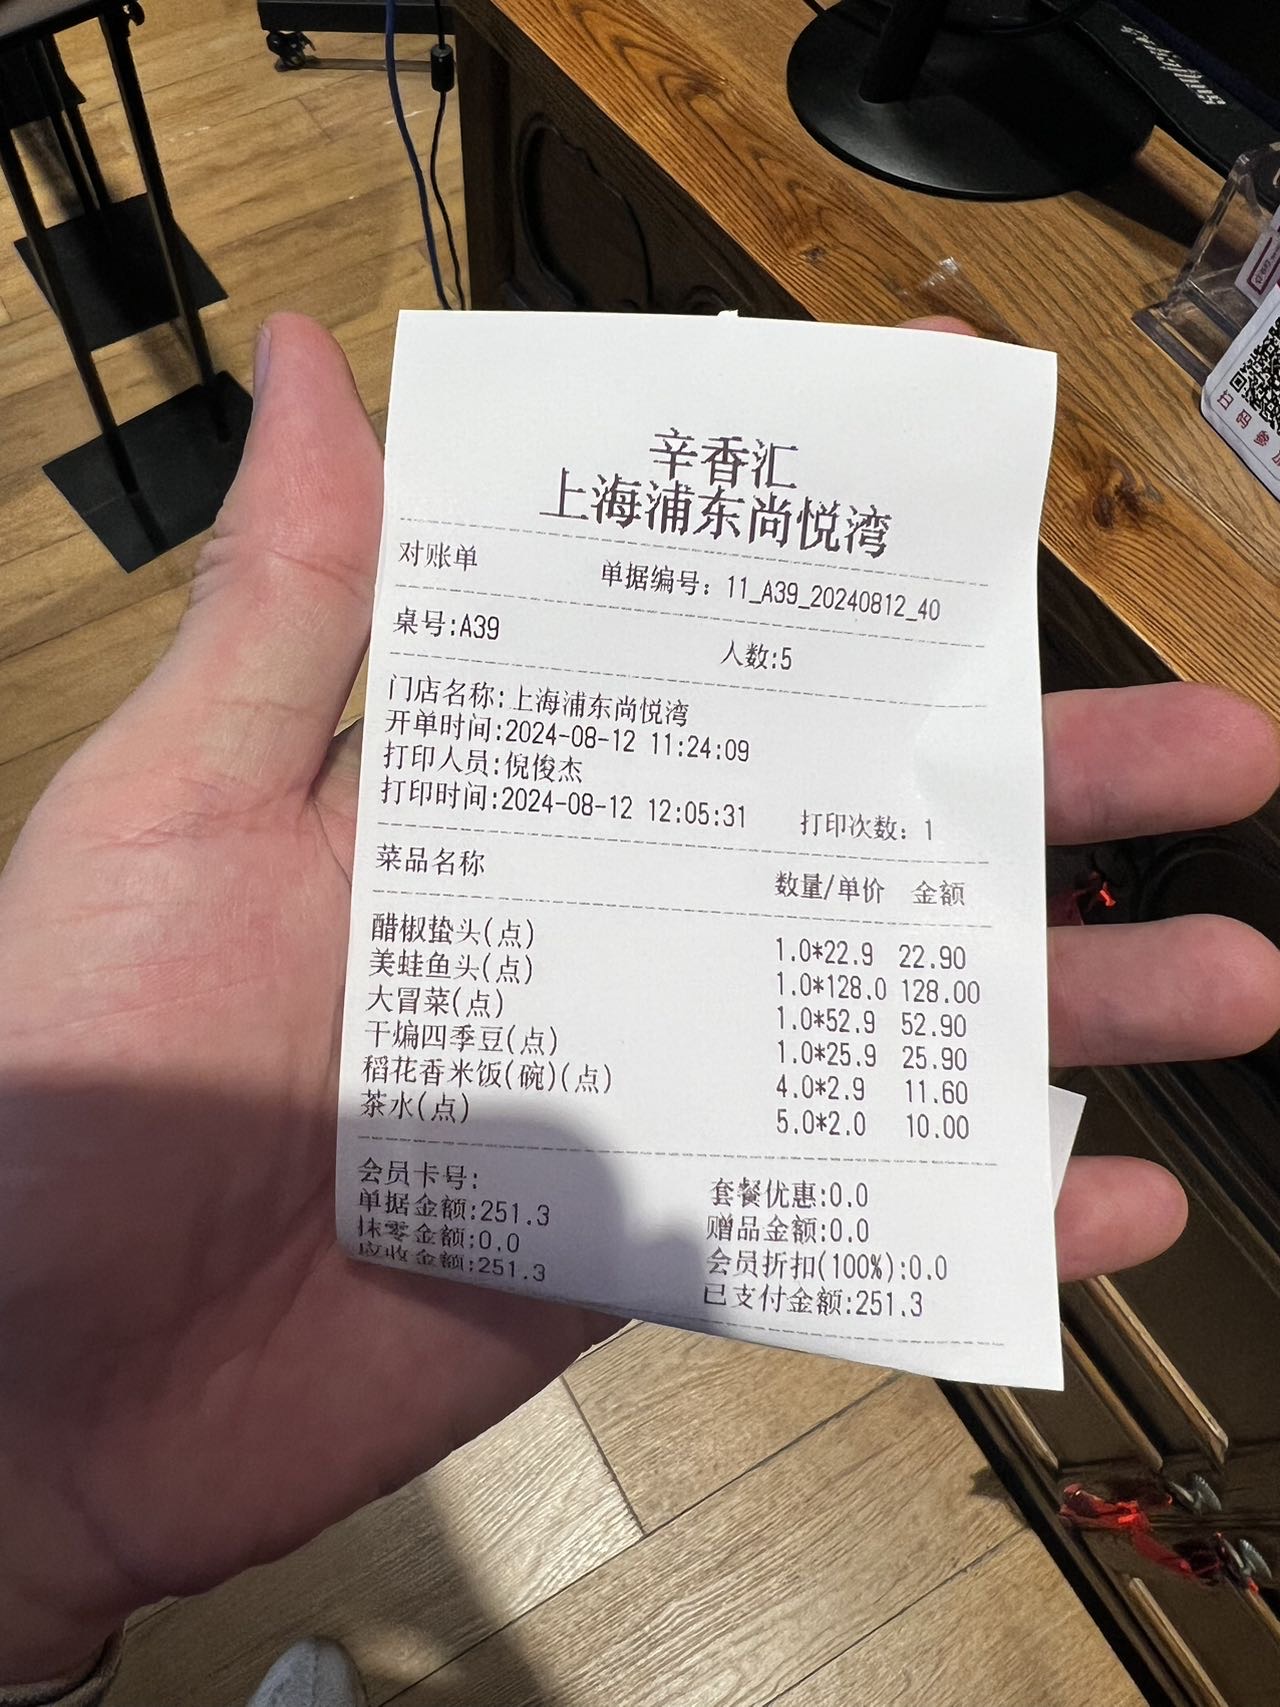 辛香汇
上海浦东尚悦湾
对账单 单据编号：11_A39_20240812_40
桌号:A39 人数:5
门店名称:上海浦东尚悦湾
开单时间:2024-08-12 11:24:09
打印人员:倪俊杰
打印时间:2024-08-12 12:05:31 打印次数：1
菜品名称 数量/单价 金额
醋椒蛰头(点) 1.0*22.9 22.90
美蛙鱼头(点) 1.0*128.0 128.00
大冒菜(点) 1.0*52.9 52.90
干煸四季豆(点) 1.0*25.9 25.90
稻花香米饭(碗)(点) 4.0*2.9 11.60
茶水(点) 5.0*2.0 10.00
会员卡号: 套餐优惠:0.0
单据金额:251.3 赠品金额:0.0
抹零金额:0.0 会员折扣(100%):0.0
应收金额:251.3 已支付金额:251.3